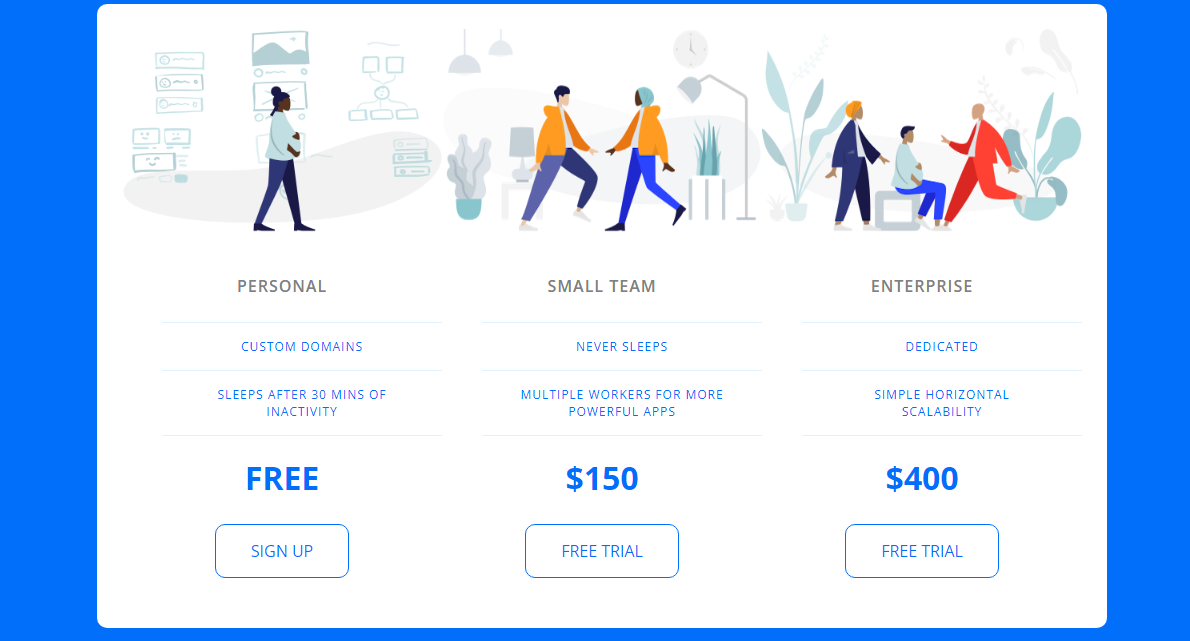 PERSONAL
CUSTOM DOMAINS
SLEEPS AFTER 30 MINS OF
INACTIVITY
FREE
SIGN UP
SMALL TEAM
NEVER SLEEPS
MULTIPLE WORKERS FOR MORE
POWERFUL APPS
$150
FREE TRIAL
ENTERPRISE
DEDICATED
SIMPLE HORIZONTAL
SCALABILITY
$400
FREE TRIAL